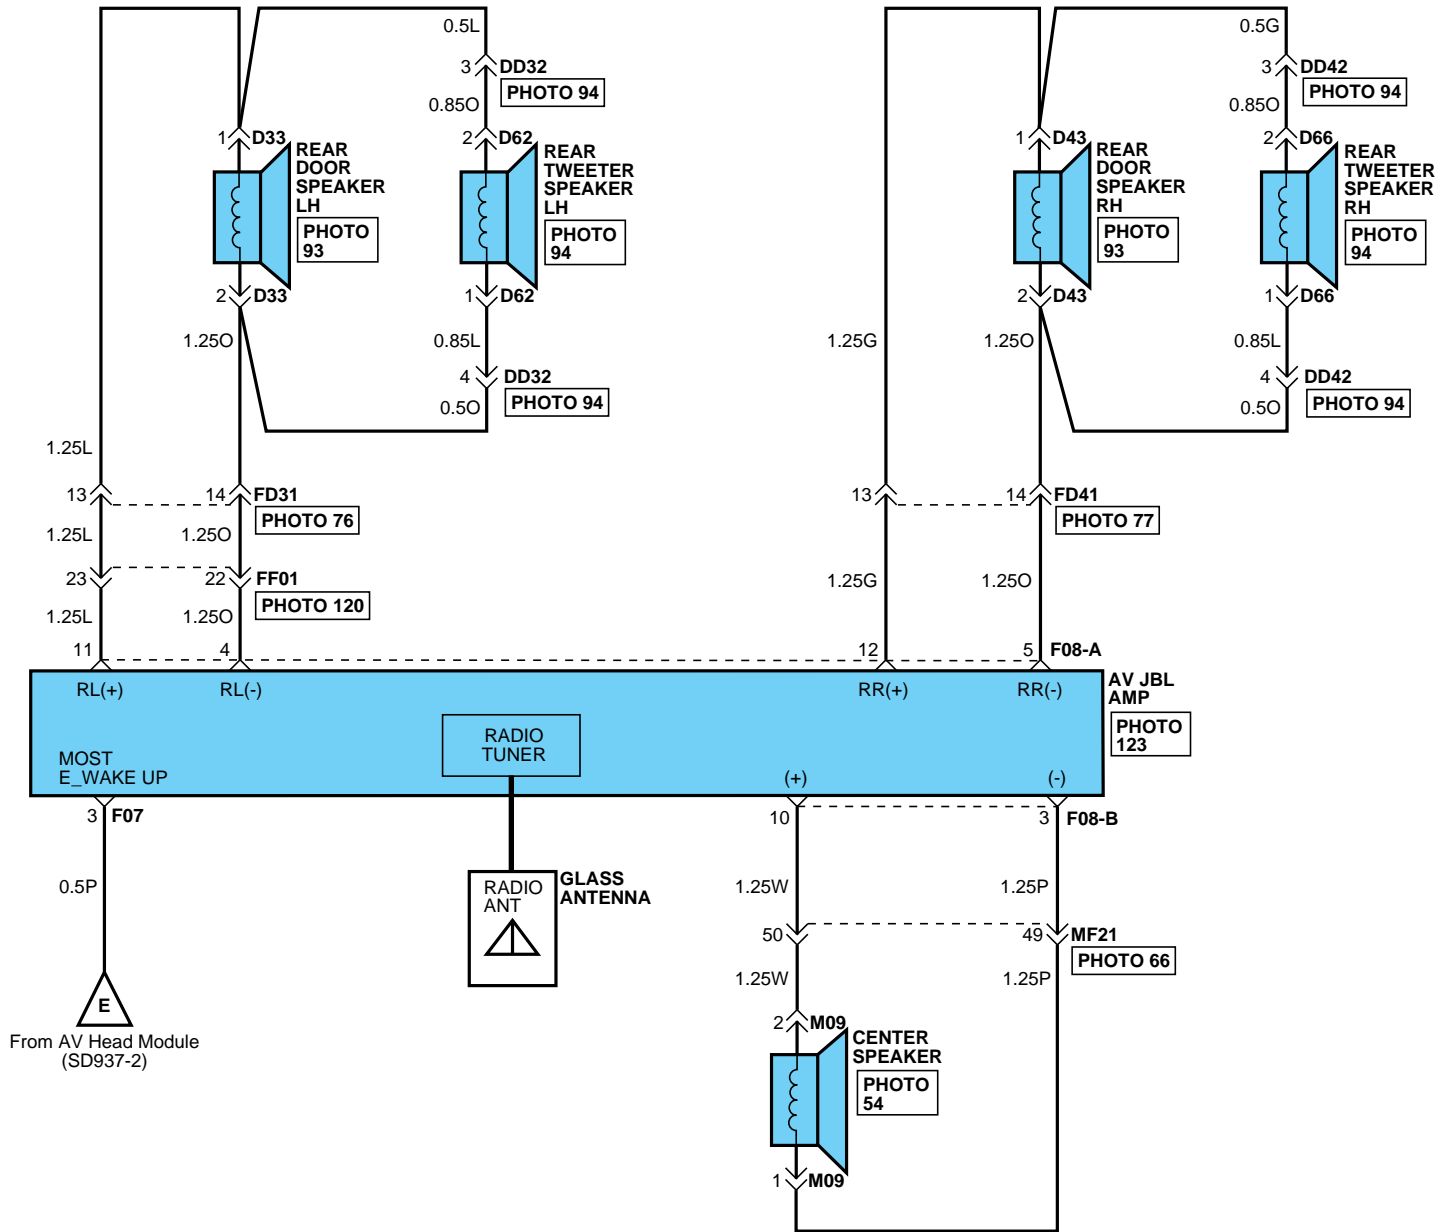 0.5L
0.5G
3 DD32
PHOTO 94
3 DD42
PHOTO 94
0.85O
0.85O
1 D33
2 D62
1 D43
2 D66
REAR
DOOR
SPEAKER
LH
PHOTO
93
REAR
TWEETER
SPEAKER
LH
PHOTO
94
REAR
DOOR
SPEAKER
RH
PHOTO
93
REAR
TWEETER
SPEAKER
RH
PHOTO
94
2 D33
1 D62
2 D43
1 D66
1.25O
0.85L
1.25G
1.25O
0.85L
4 DD32
PHOTO 94
4 DD42
PHOTO 94
0.5O
0.5O
1.25L
13
14 FD31
PHOTO 76
13
14 FD41
PHOTO 77
1.25L
1.25O
23
22 FF01
PHOTO 120
1.25G
1.25O
1.25L
1.25O
11
4
12
5 F08-A
RL(+)
RL(-)
RR(+)
RR(-)
AV JBL
AMP
PHOTO
123
RADIO
TUNER
MOST
E_WAKE UP
(+)
(-)
3 F07
10
3 F08-B
0.5P
RADIO
ANT
GLASS
ANTENNA
1.25W
1.25P
50
49 MF21
PHOTO 66
1.25W
1.25P
E
From AV Head Module
(SD937-2)
2 M09
CENTER
SPEAKER
PHOTO
54
1 M09